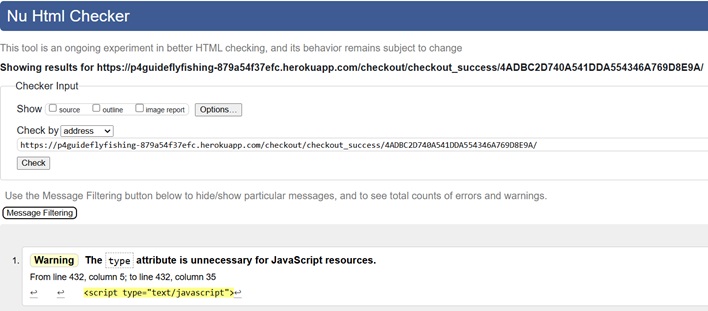 Nu Html Checker
This tool is an ongoing experiment in better HTML checking, and its behavior remains subject to change
Showing results for https://p4guideflyfishing-879a54f37efc.herokuapp.com/checkout/checkout_success/4ADBC2D740A541DDA554346A769D8E9A/
Checker Input
Show source outline image report Options...
Check by address
https://p4guideflyfishing-879a54f37efc.herokuapp.com/checkout/checkout_success/4ADBC2D740A541DDA554346A769D8E9A/
Check
Use the Message Filtering button below to hide/show particular messages, and to see total counts of errors and warnings.
Message Filtering
1. Warning The type attribute is unnecessary for JavaScript resources.
From line 432, column 5; to line 432, column 35
↩ ↩ <script type="text/javascript">↩